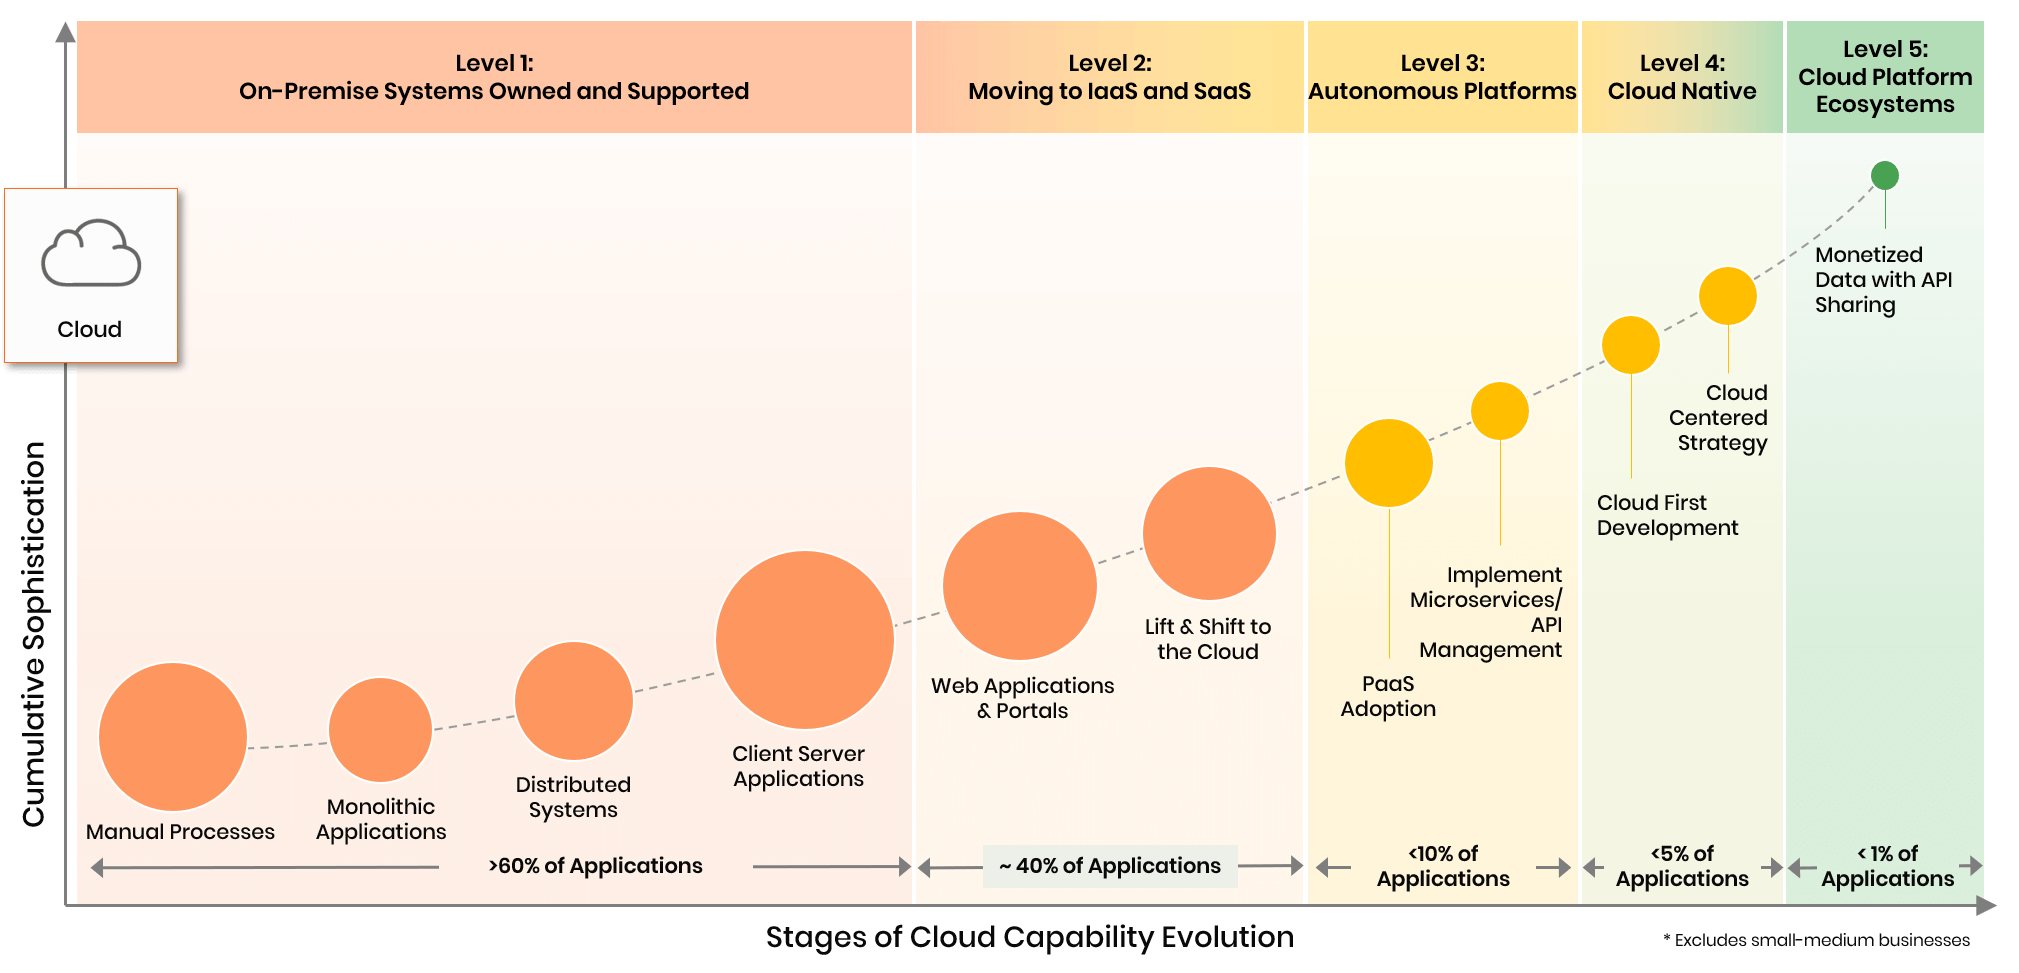 Level 1:
On-Premise Systems Owned and Supported
Level 2:
Moving to IaaS and SaaS
Level 3:
Autonomous Platforms
Level 4:
Cloud Native
Level 5:
Cloud Platform
Ecosystems
Cloud
Cumulative Sophistication
Manual Processes
Monolithic
Applications
Distributed
Systems
Client Server
Applications
Web Applications
& Portals
Lift & Shift to
the Cloud
PaaS
Adoption
Implement
Microservices/
API
Management
Cloud First
Development
Cloud
Centered
Strategy
Monetized
Data with API
Sharing
>60% of Applications
~ 40% of Applications
<10% of
Applications
<5% of
Applications
< 1% of
Applications
Stages of Cloud Capability Evolution
* Excludes small-medium businesses